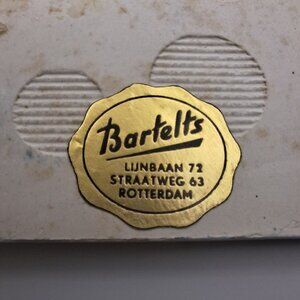 Bartelts
LIJNBAAN 72
STRAATWEG 63
ROTTERDAM